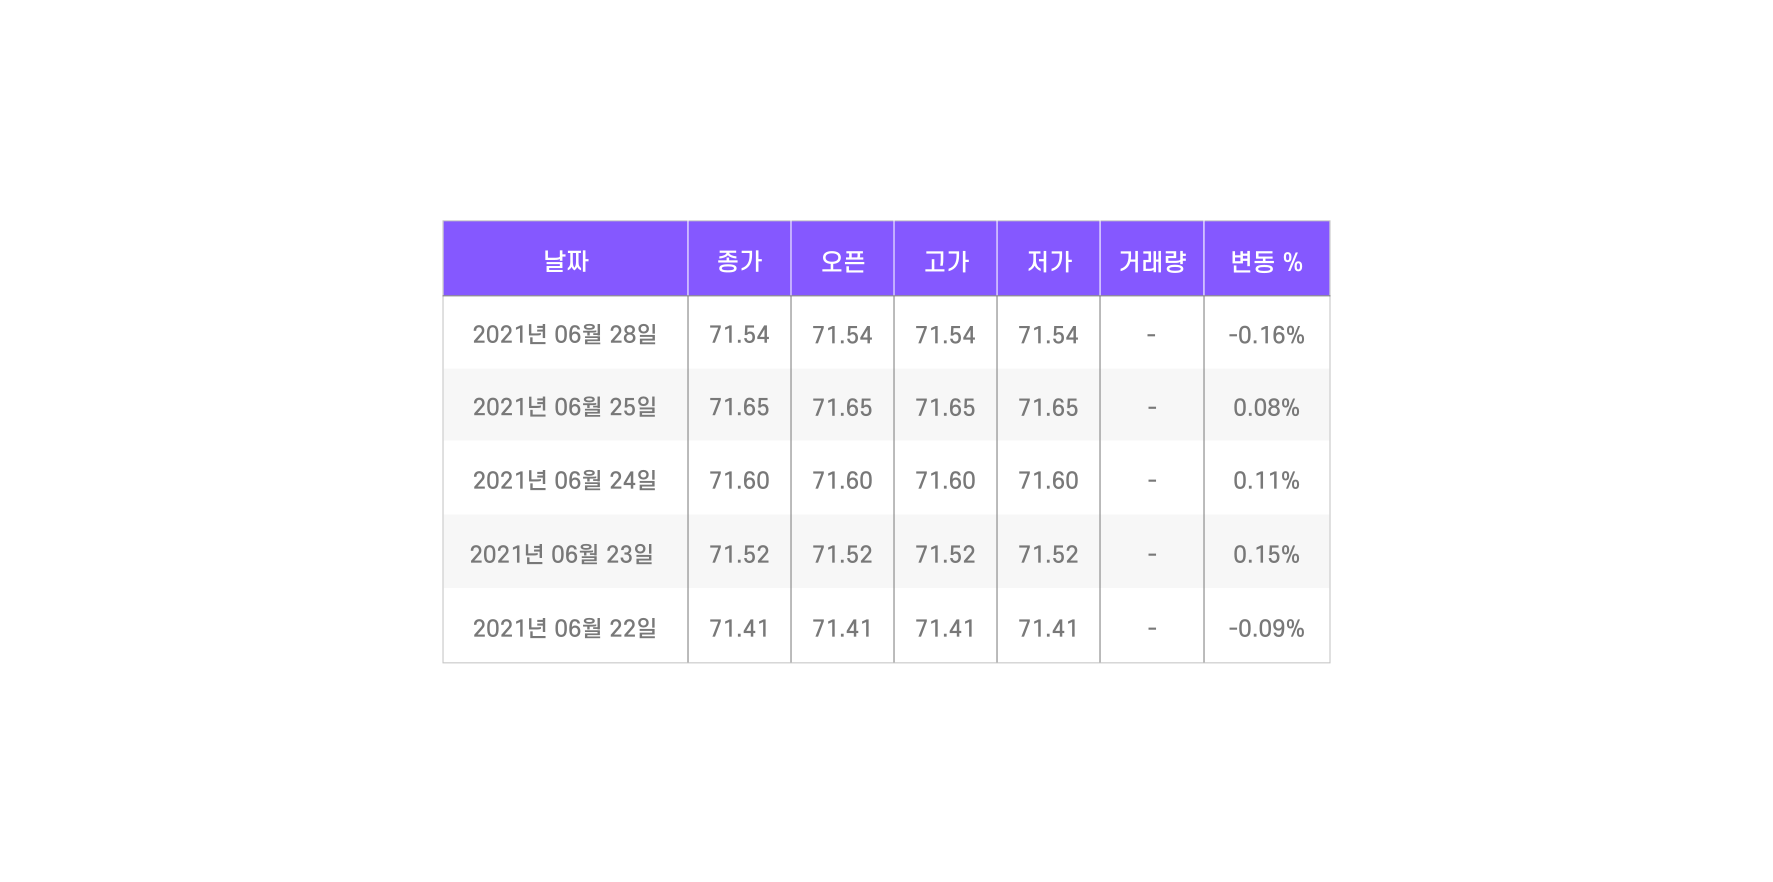 날짜 종가 오픈 고가 저가 거래량 변동 %
2021년 06월 28일 71.54 71.54 71.54 71.54 - -0.16%
2021년 06월 25일 71.65 71.65 71.65 71.65 - 0.08%
2021년 06월 24일 71.60 71.60 71.60 71.60 - 0.11%
2021년 06월 23일 71.52 71.52 71.52 71.52 - 0.15%
2021년 06월 22일 71.41 71.41 71.41 71.41 - -0.09%